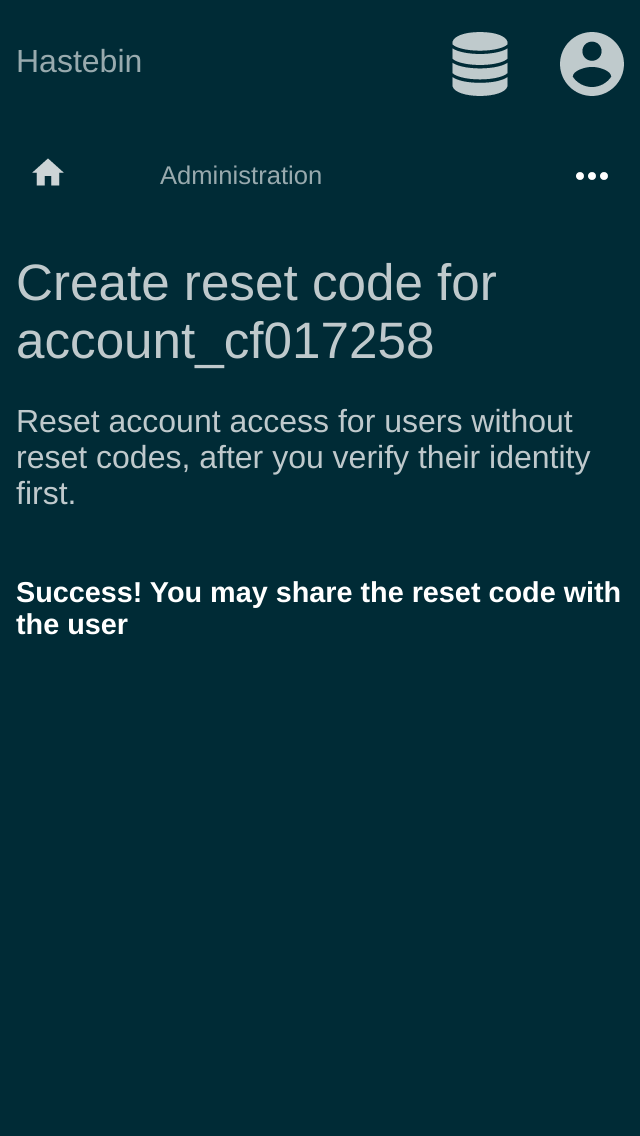 Hastebin
Administration
Create reset code for
account_cf017258
Reset account access for users without
reset codes, after you verify their identity
first.
Success! You may share the reset code with
the user